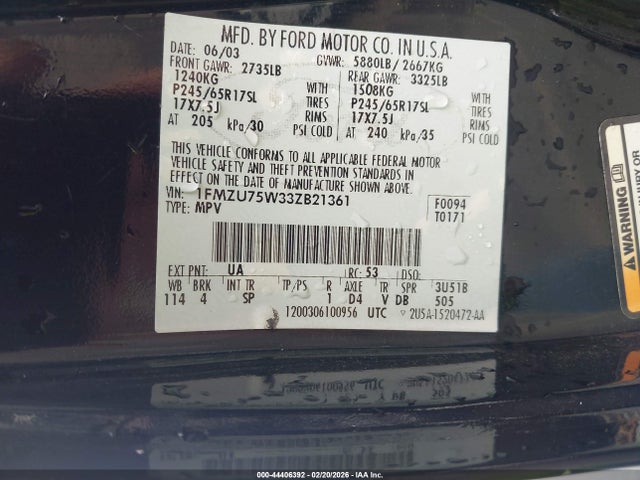 MFD. BY FORD MOTOR CO. IN U.S.A.
DATE: 06/03 GVWR: 5880LB/ 2667KG
FRONT GAWR: 2735LB REAR GAWR: 3325LB
1240KG WITH 1508KG WITH
P245/65R17SL TIRES P245/65R17SL TIRES
17X7.5J RIMS 17X7.5J RIMS
AT 205 kPa/30 PSI COLD AT 240 kPa/35 PSI COLD
THIS VEHICLE CONFORMS TO ALL APPLICABLE FEDERAL MOTOR
VEHICLE SAFETY AND THEFT PREVENTION STANDARDS IN
EFFECT ON THE DATE OF MANUFACTURE SHOWN ABOVE.
VIN: 1FMZU75W33ZB21361 F0094
TYPE: MPV T0171
EXT PNT: UA RC: 53 DSO:
WB BRK INT TR TP/PS R AXLE TR SPR 3U51B
114 4 SP 1 D4 V DB 505
1200306100956 UTC ▽ 2U5A-1520472-AA
WARNING
000-44406392 - 02/20/2026 - IAA Inc.